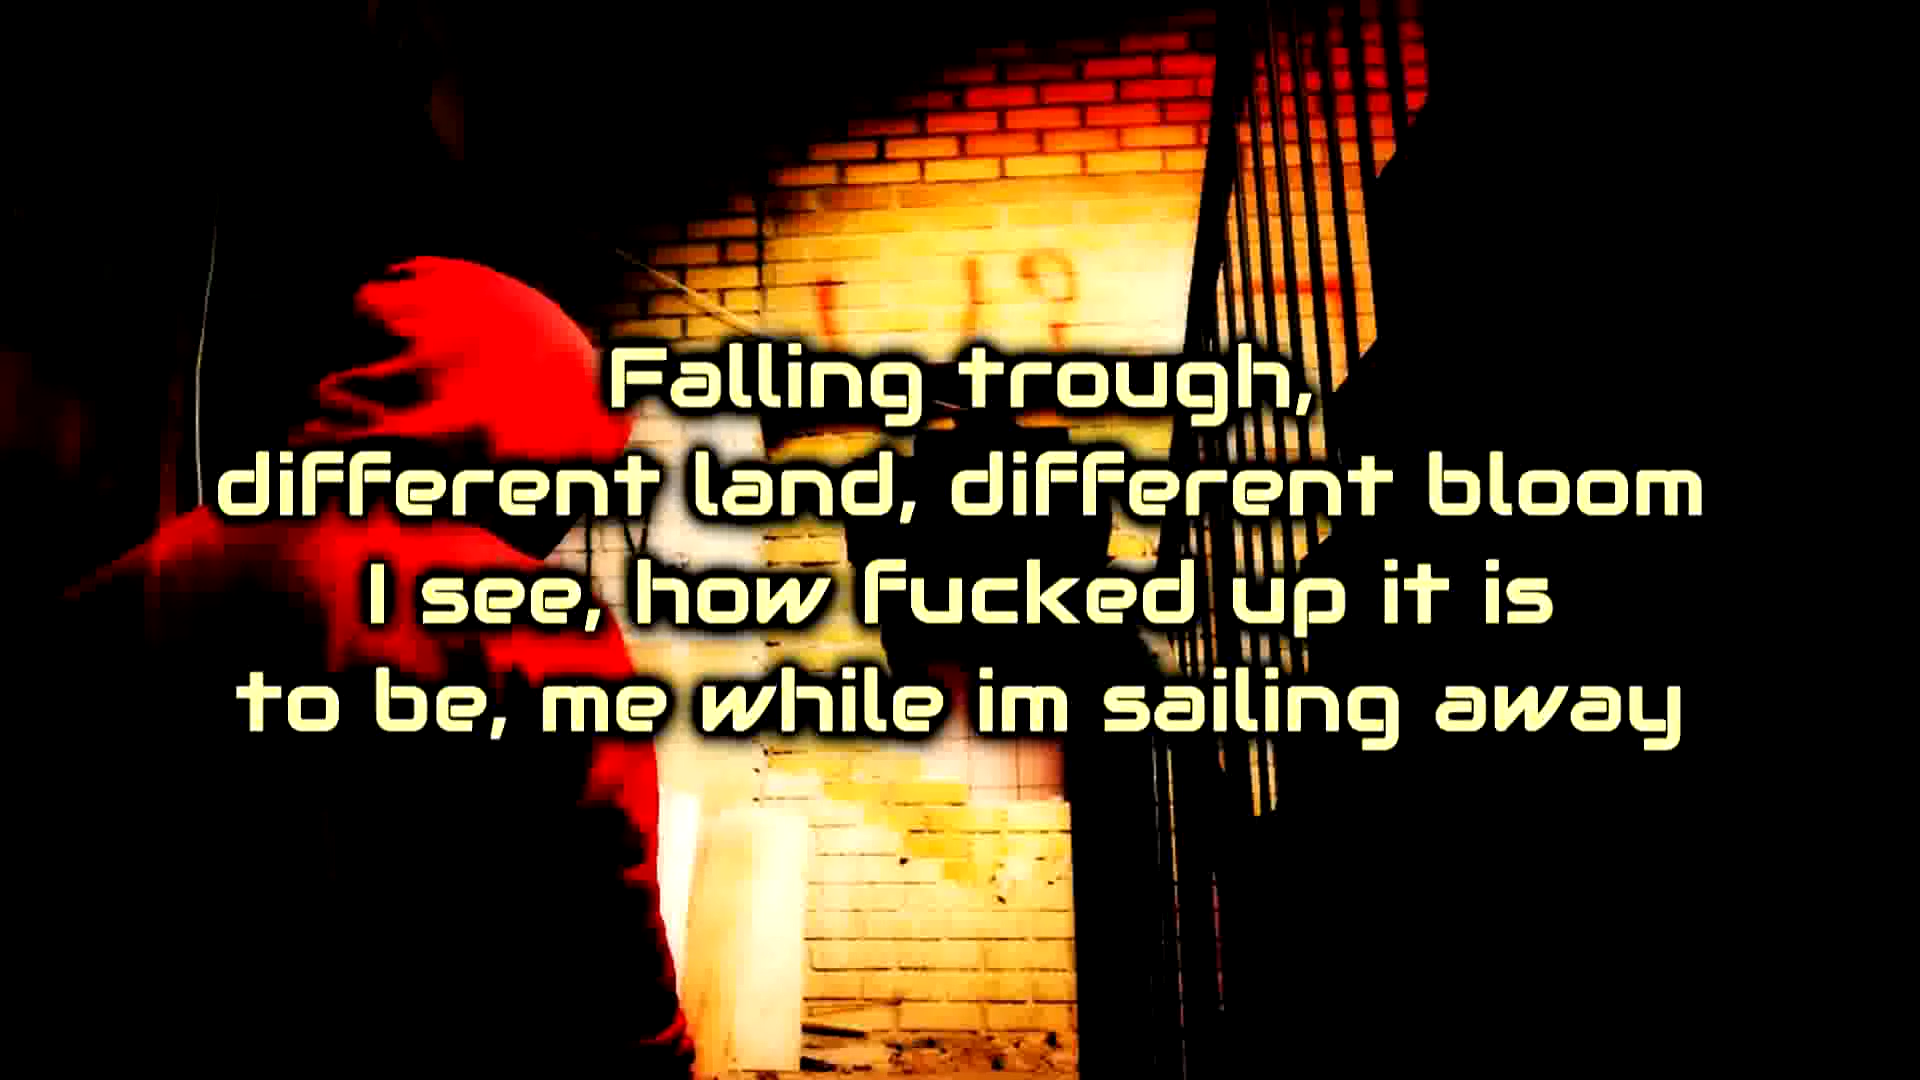 Falling trough,
different land, different bloom
I see, how fucked up it is
to be, me while im sailing away